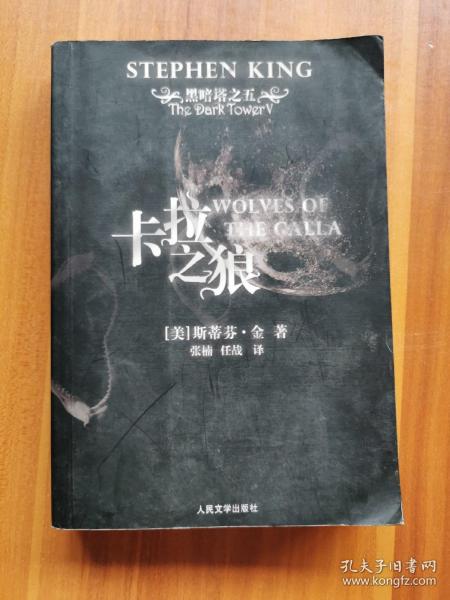 STEPHEN KING
黑暗塔之五
The Dark Tower V
WOLVES OF
THE CALLA
卡拉之狼
[美]斯蒂芬·金 著
张楠 任战 译
人民文学出版社
孔夫子旧书网
www.kongfz.com